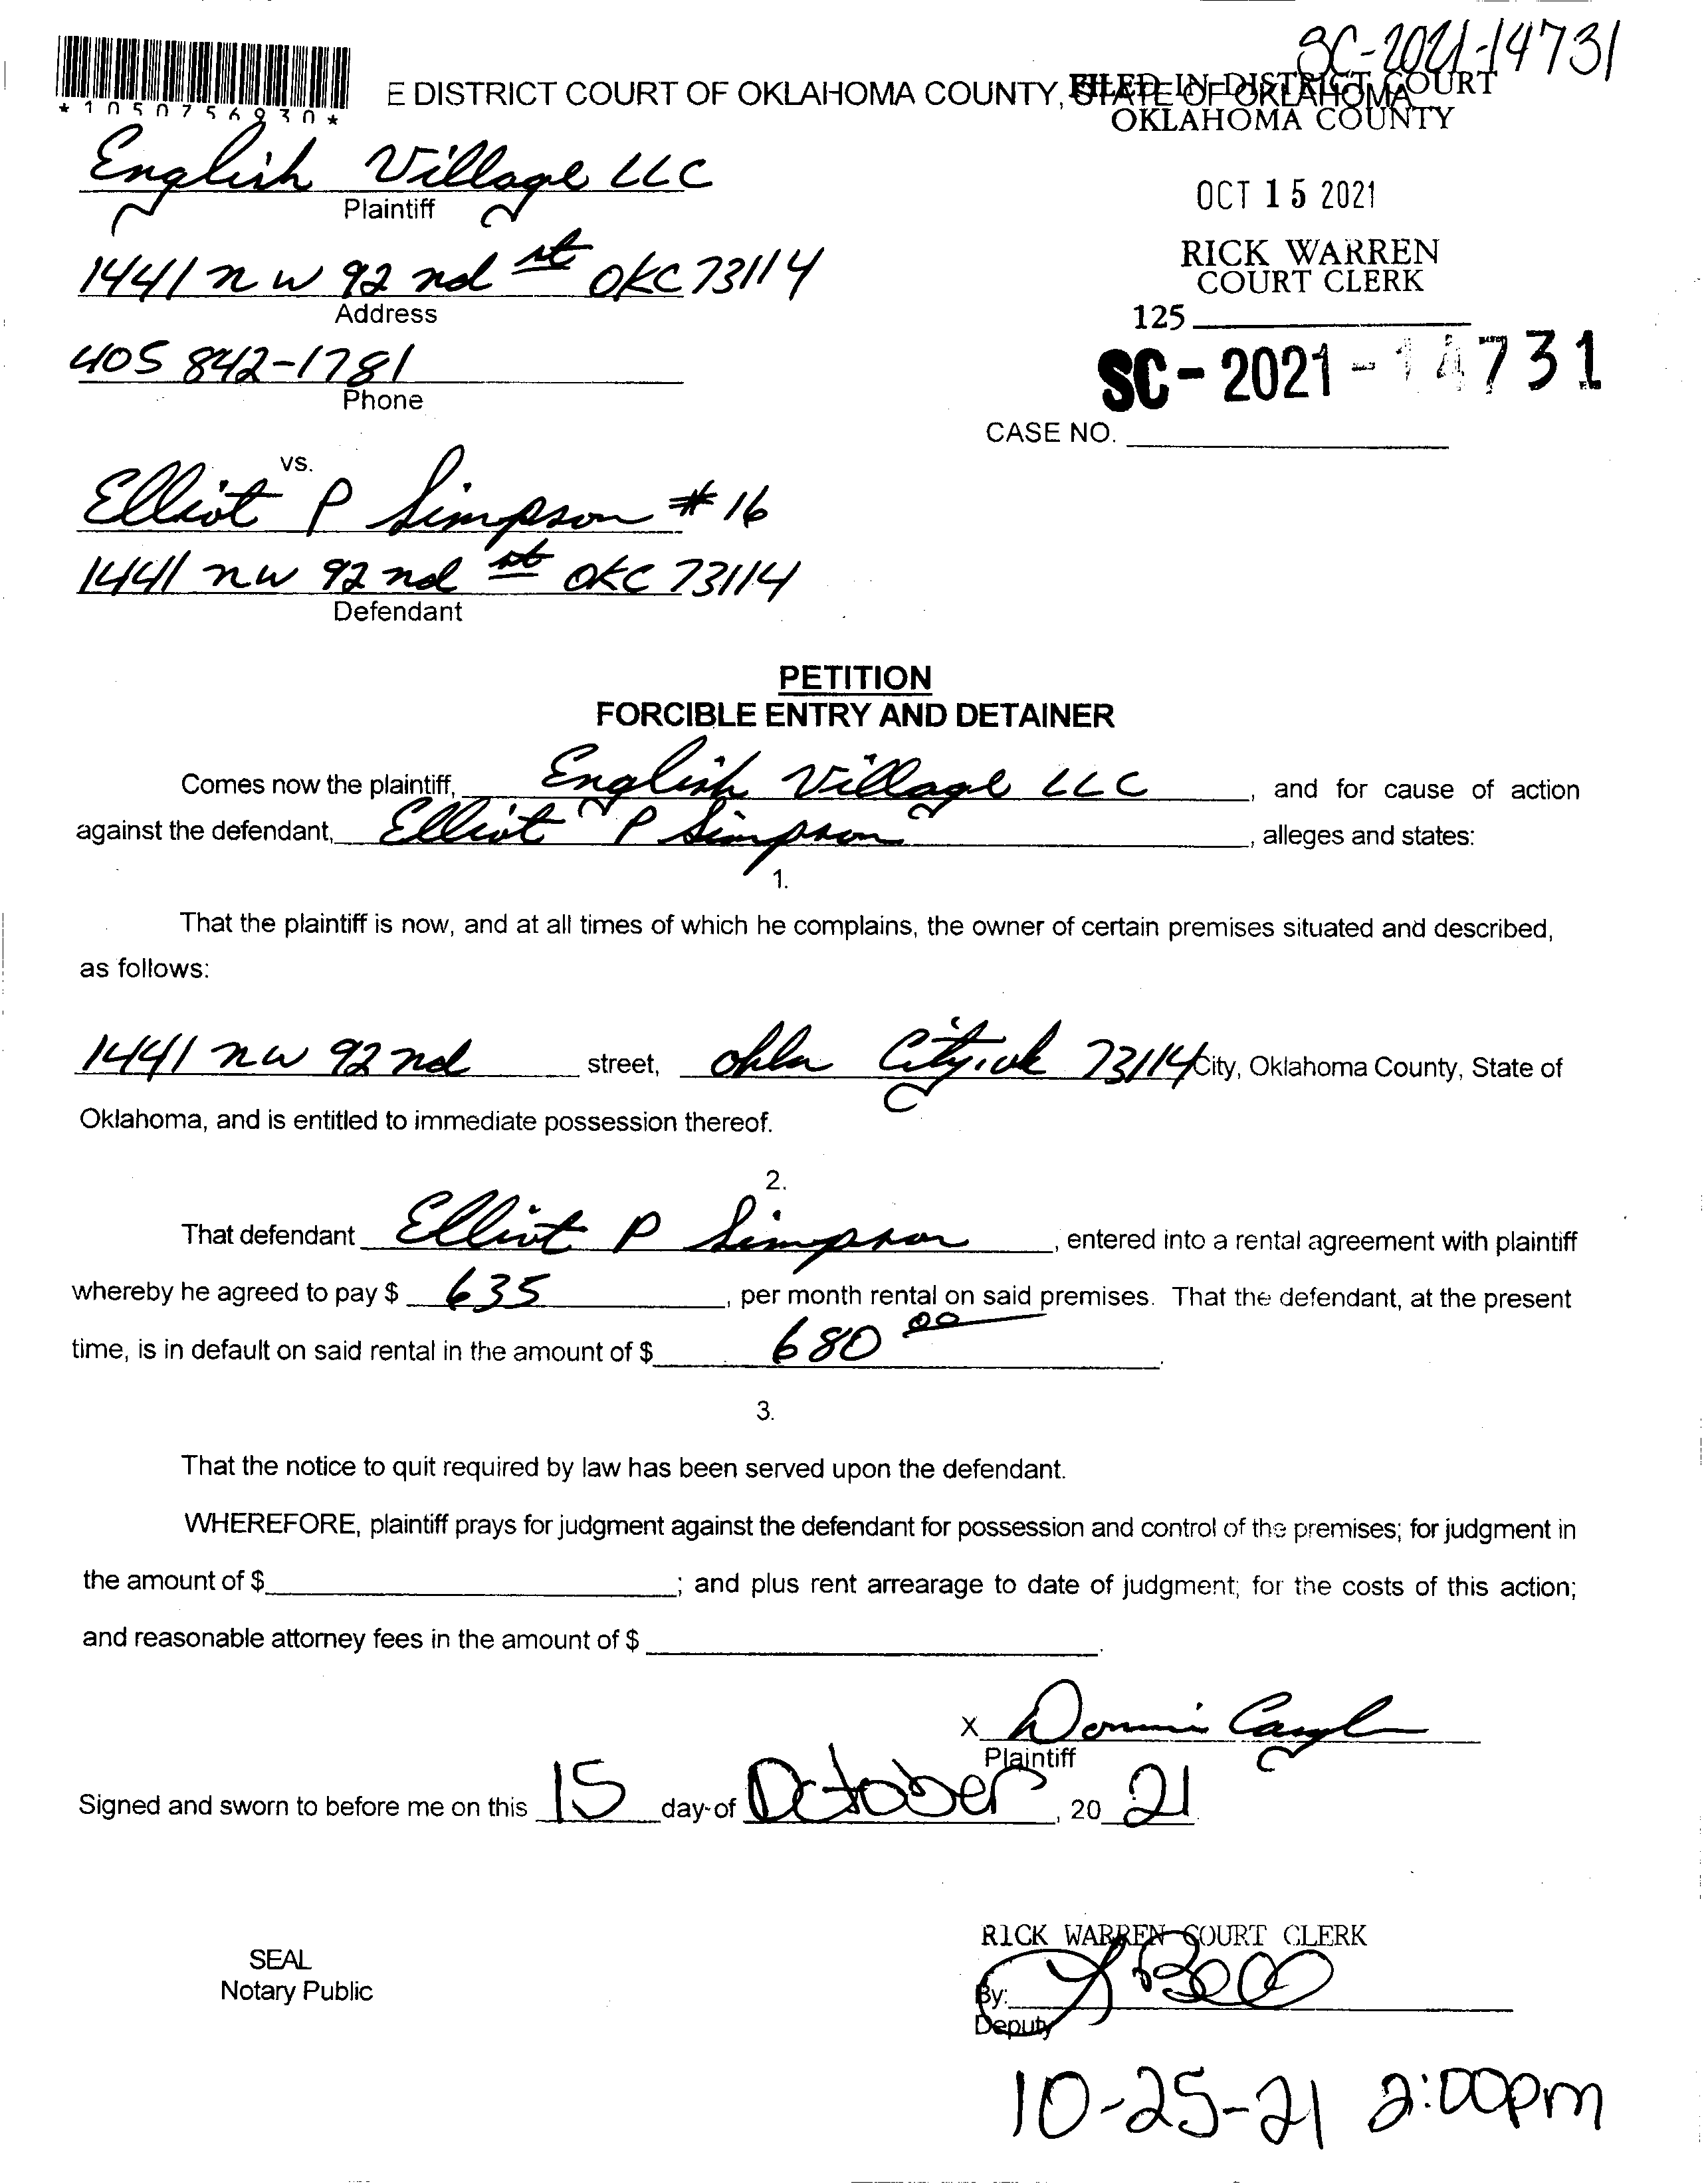 SC-2021-14731
*1050756930*
E DISTRICT COURT OF OKLAHOMA COUNTY, STATE OF OKLAHOMA
FILED IN DISTRICT COURT
OKLAHOMA COUNTY
English Village LLC
Plaintiff
OCT 15 2021
RICK WARREN
COURT CLERK
1441 nw 92nd st OKC 73114
Address
125
405 842-1781
Phone
SC-2021-14731
CASE NO.
vs.
Elliot P Simpson #16
1441 nw 92nd st OKC 73114
Defendant
PETITION
FORCIBLE ENTRY AND DETAINER
Comes now the plaintiff, English Village LLC, and for cause of action
against the defendant, Elliot P Simpson, alleges and states:
1.
That the plaintiff is now, and at all times of which he complains, the owner of certain premises situated and described,
as follows:
1441 nw 92nd street, Okla City, ok 73114 City, Oklahoma County, State of
Oklahoma, and is entitled to immediate possession thereof.
2.
That defendant Elliot P Simpson, entered into a rental agreement with plaintiff
whereby he agreed to pay $ 635, per month rental on said premises. That the defendant, at the present
time, is in default on said rental in the amount of $ 680 00.
3.
That the notice to quit required by law has been served upon the defendant.
WHEREFORE, plaintiff prays for judgment against the defendant for possession and control of the premises; for judgment in
the amount of $; and plus rent arrearage to date of judgment; for the costs of this action;
and reasonable attorney fees in the amount of $.
X
Plaintiff
Signed and sworn to before me on this 15 day of October, 20 21
SEAL
Notary Public
RICK WARREN COURT CLERK
By:
Deputy
10-25-21 2:00pm